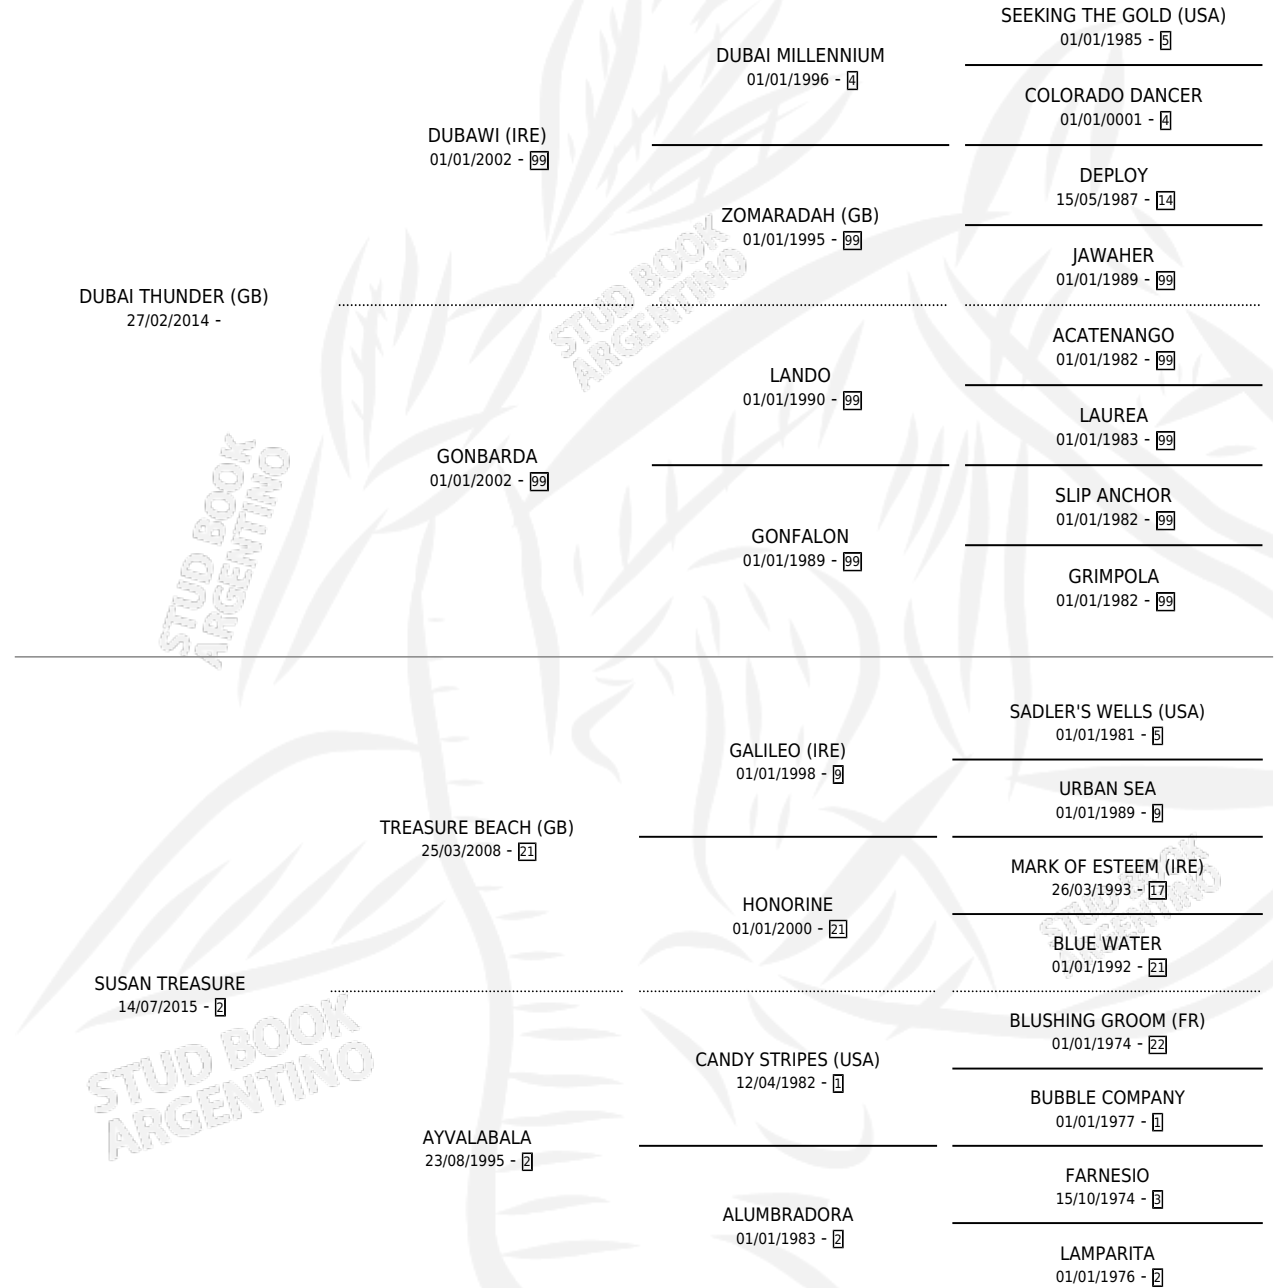 SEEKING THE GOLD (USA)
01/01/1985 - 5
DUBAI MILLENNIUM
01/01/1996 - 4
COLORADO DANCER
01/01/0001 - 4
DUBAWI (IRE)
01/01/2002 - 99
DEPLOY
15/05/1987 - 14
ZOMARADAH (GB)
01/01/1995 - 99
JAWAHER
01/01/1989 - 99
DUBAI THUNDER (GB)
27/02/2014 -
STUD BOOK
ARGENTINO
ACATENANGO
01/01/1982 - 99
LANDO
01/01/1990 - 99
LAUREA
01/01/1983 - 99
GONBARDA
01/01/2002 - 99
SLIP ANCHOR
01/01/1982 - 99
GONFALON
01/01/1989 - 99
GRIMPOLA
01/01/1982 - 99
STUD BOOK
ARGENTINO
SADLER'S WELLS (USA)
01/01/1981 - 5
GALILEO (IRE)
01/01/1998 - 9
URBAN SEA
01/01/1989 - 9
TREASURE BEACH (GB)
25/03/2008 - 21
MARK OF ESTEEM (IRE)
26/03/1993 - 17
HONORINE
01/01/2000 - 21
STUD BOOK
ARGENTINO
BLUE WATER
01/01/1992 - 21
SUSAN TREASURE
14/07/2015 - 2
BLUSHING GROOM (FR)
01/01/1974 - 22
STUD BOOK
ARGENTINO
CANDY STRIPES (USA)
12/04/1982 - 1
BUBBLE COMPANY
01/01/1977 - 1
AYVALABALA
23/08/1995 - 2
FARNESIO
15/10/1974 - 3
ALUMBRADORA
01/01/1983 - 2
LAMPARITA
01/01/1976 - 2